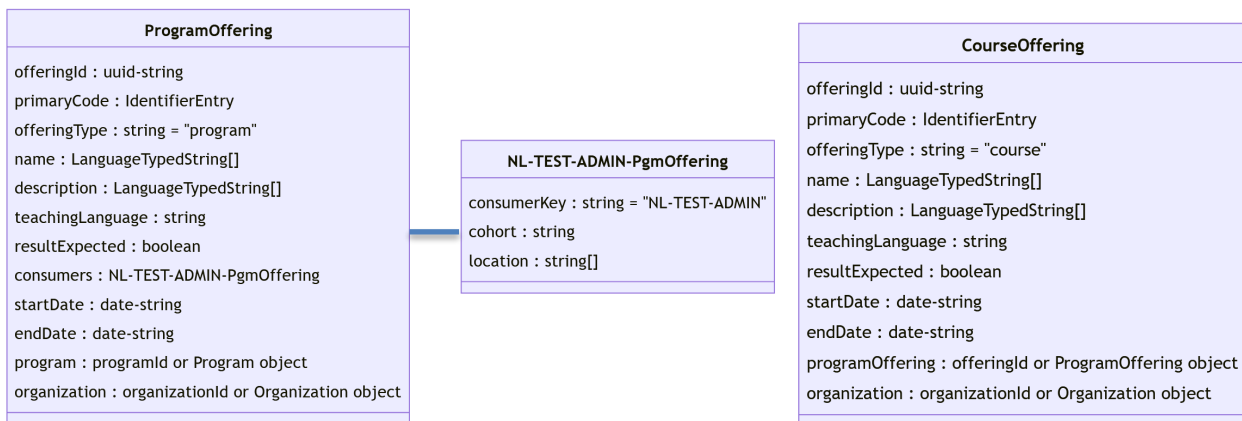 ProgramOffering
offeringId : uuid-string
primaryCode : IdentifierEntry
offeringType : string = "program"
name : LanguageTypedString[]
description : LanguageTypedString[]
teachingLanguage : string
resultExpected : boolean
consumers : NL-TEST-ADMIN-PgmOffering
startDate : date-string
endDate : date-string
program : programId or Program object
organization : organizationId or Organization object
NL-TEST-ADMIN-PgmOffering
consumerKey : string = "NL-TEST-ADMIN"
cohort : string
location : string[]
CourseOffering
offeringId : uuid-string
primaryCode : IdentifierEntry
offeringType : string = "course"
name : LanguageTypedString[]
description : LanguageTypedString[]
teachingLanguage : string
resultExpected : boolean
startDate : date-string
endDate : date-string
programOffering : offeringId or ProgramOffering object
organization : organizationId or Organization object